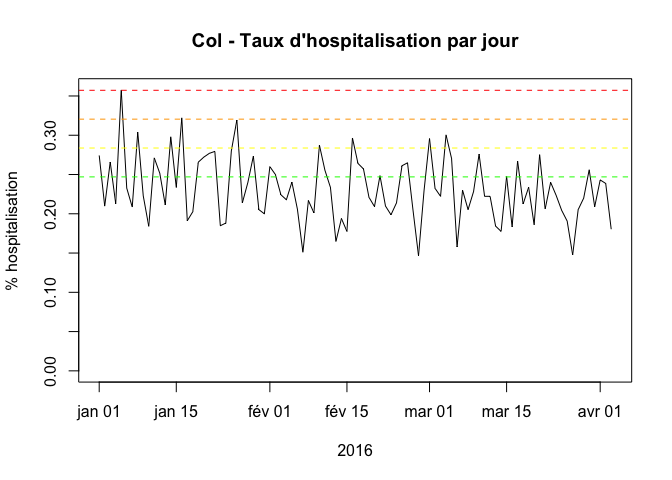 Col - Taux d'hospitalisation par jour
% hospitalisation
0.30
0.20
0.10
0.00
jan 01 jan 15 fév 01 fév 15 mar 01 mar 15 avr 01
2016